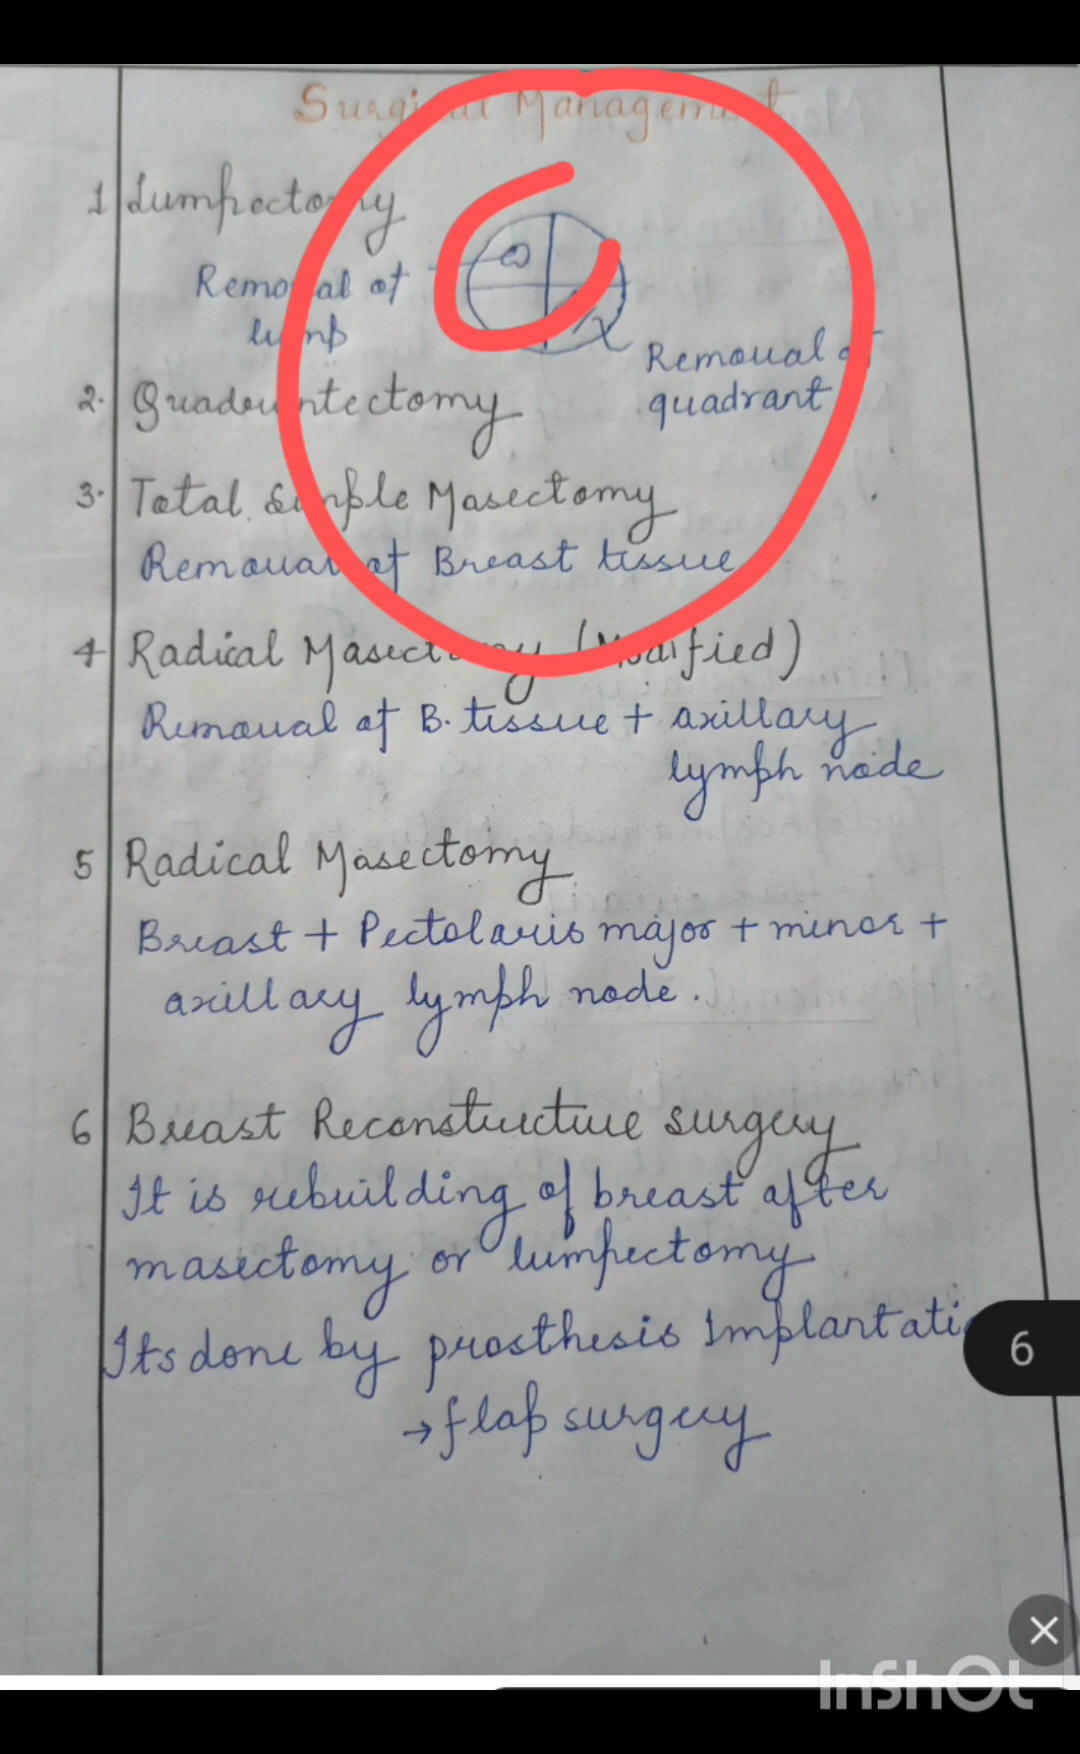 Surgical Management
1 Lumpectomy
Removal of
lump
Removal of
quadrant
2. Quadrantectomy
3. Total Simple Masectomy
Removal of Breast tissue
4 Radical Masectomy (Modified)
Removal of B. tissue + axillary
lymph node
5 Radical Masectomy
Breast + Pectolaris major + minor +
axillary lymph node.
6 Breast Reconstructive surgery
It is rebuilding of breast after
masectomy or lumpectomy
Its done by prosthesis Implantatio
→ flap surgery
6
InShOt